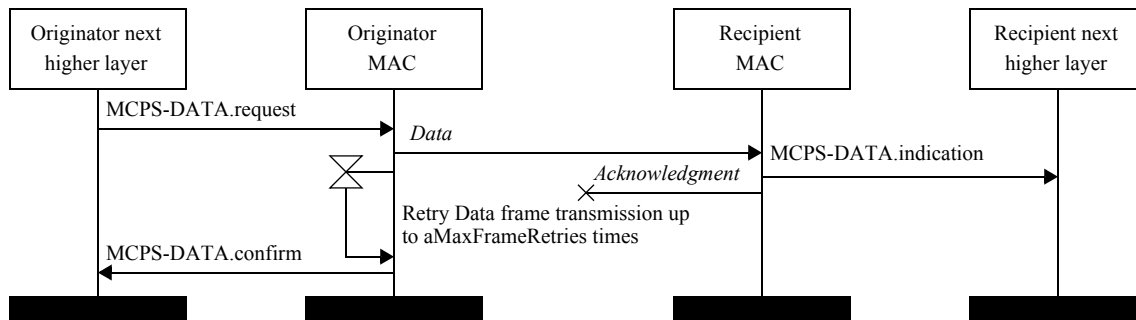 Originator next
higher layer
Originator
MAC
Recipient
MAC
Recipient next
higher layer
MCPS-DATA.request
Data
MCPS-DATA.indication
Acknowledgment
Retry Data frame transmission up
to aMaxFrameRetries times
MCPS-DATA.confirm